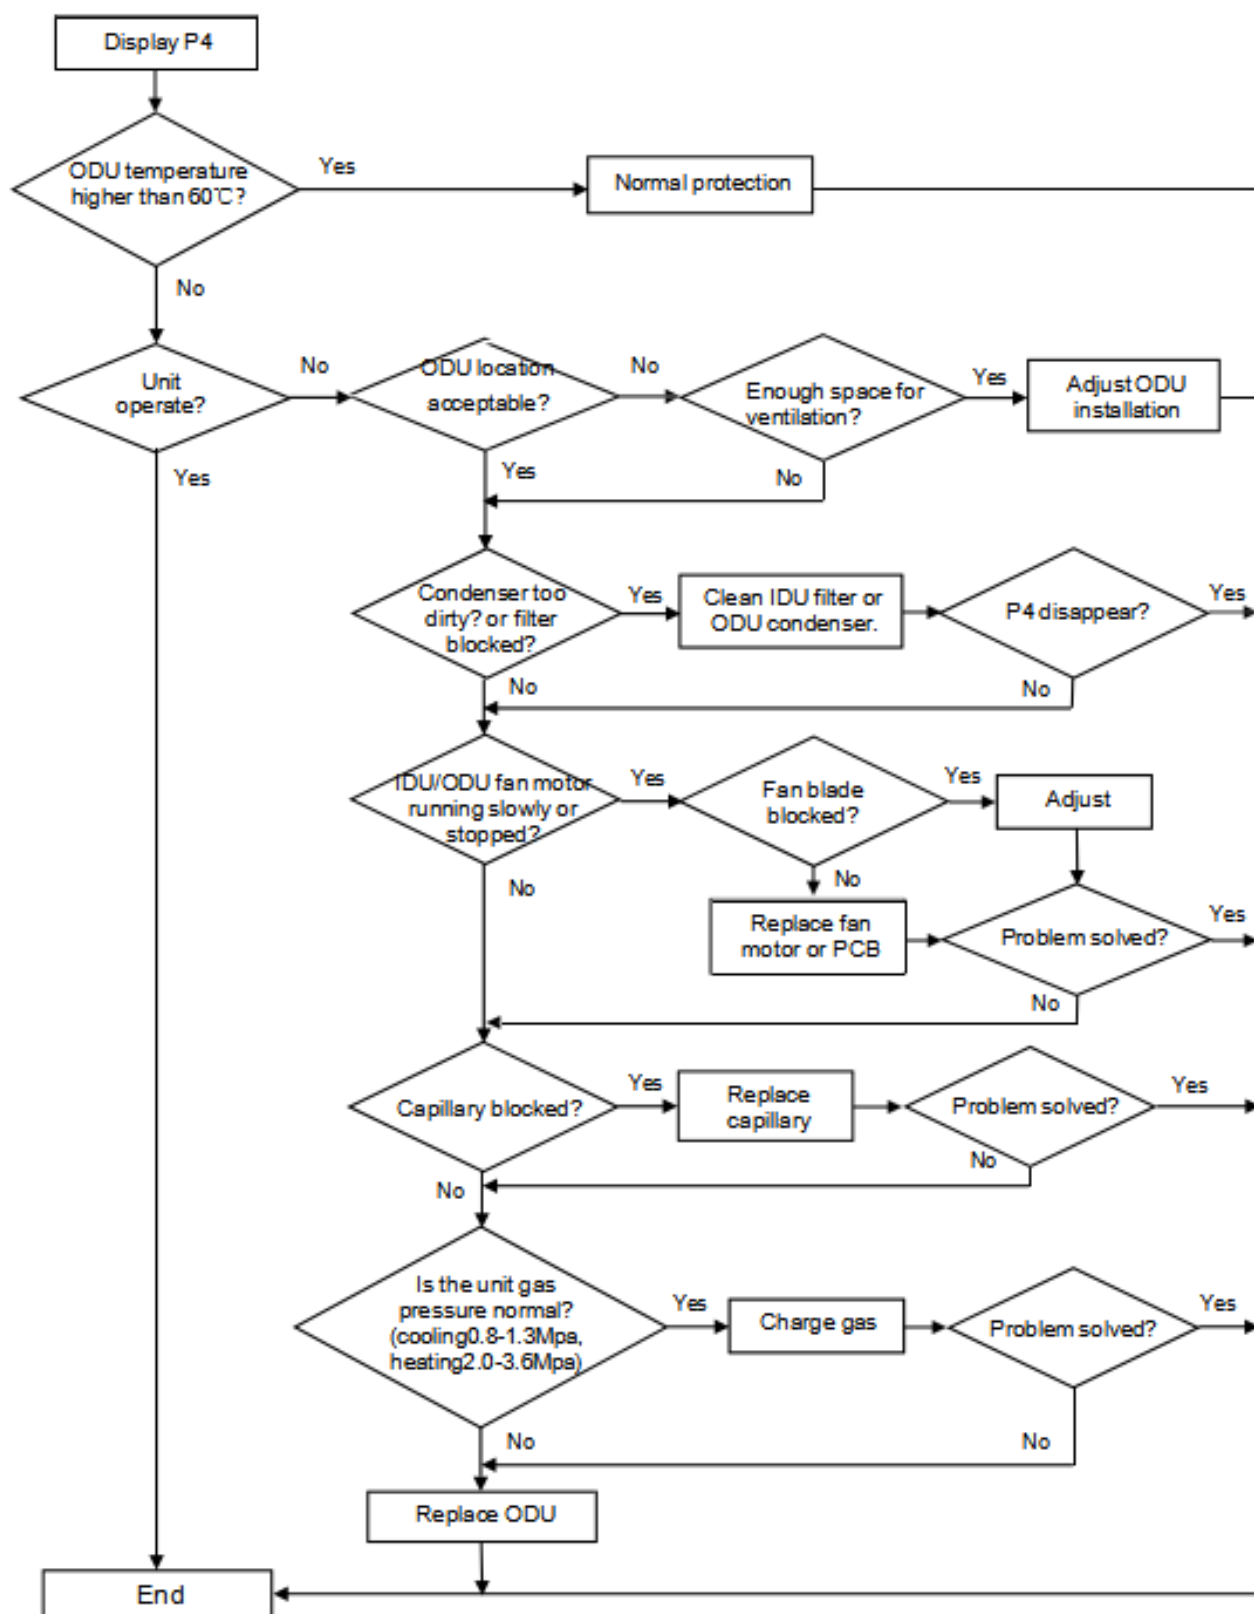 Display P4
ODU temperature
higher than 60℃?
Yes
Normal protection
No
Unit
operate?
No
ODU location
acceptable?
No
Enough space for
ventilation?
Yes
Adjust ODU
installation
Yes
Yes
No
Condenser too
dirty? or filter
blocked?
Yes
Clean IDU filter or
ODU condenser.
P4 disappear?
Yes
No
No
IDU/ODU fan motor
running slowly or
stopped?
Yes
Fan blade
blocked?
Yes
Adjust
No
No
Replace fan
motor or PCB
Problem solved?
Yes
No
Capillary blocked?
Yes
Replace
capillary
Problem solved?
Yes
No
No
Is the unit gas
pressure normal?
(cooling0.8-1.3Mpa,
heating2.0-3.6Mpa)
Yes
Charge gas
Problem solved?
Yes
No
No
Replace ODU
End